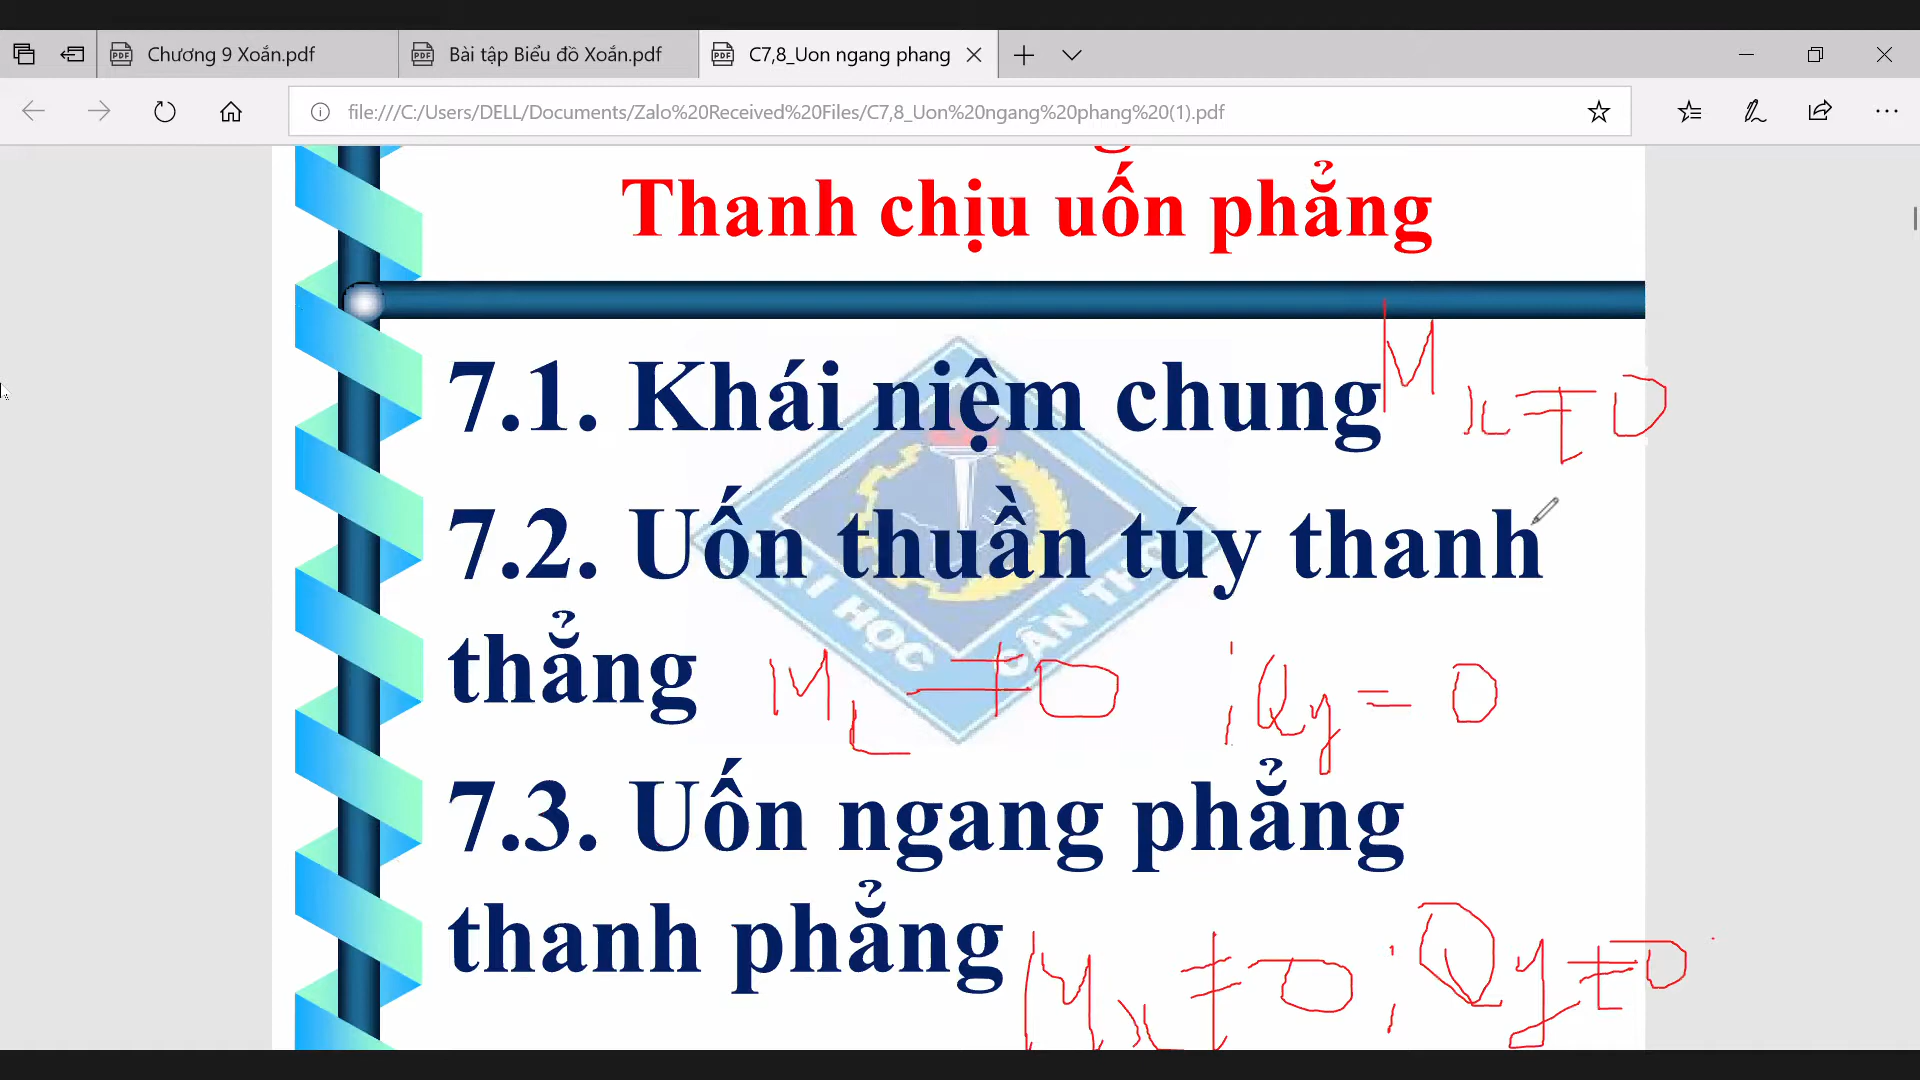 Chương 9 Xoắn.pdf
Bài tập Biểu đồ Xoắn.pdf
C7,8_Uon ngang phang
file:///C:/Users/DELL/Documents/Zalo%20Received%20Files/C7,8_Uon%20ngang%20phang%20(1).pdf
Thanh chịu uốn phẳng
7.1. Khái niệm chung
Mx ≠ 0
7.2. Uốn thuần túy thanh
thẳng
≠ 0 ; Qy = 0
7.3. Uốn ngang phẳng
thanh phẳng
Mx ≠ 0 ; Qy ≠ 0